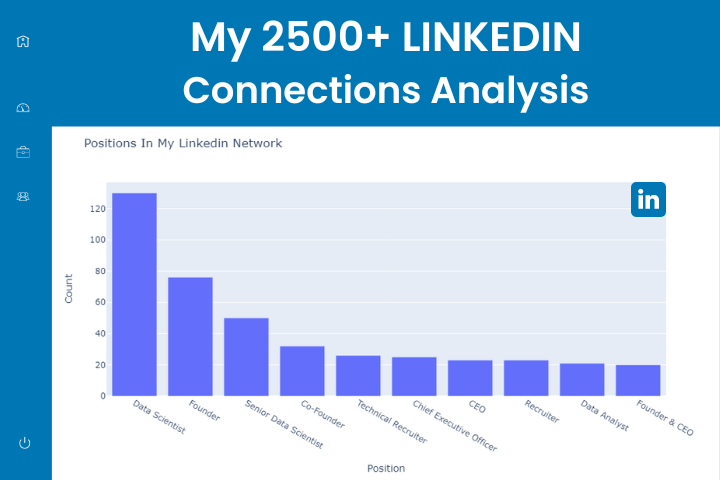 My 2500+ LINKEDIN
Connections Analysis
Positions In My Linkedin Network
in
120
100
80
60
40
20
0
Count
Data Scientist
Founder
Senior Data Scientist
Co-Founder
Technical Recruiter
Chief Executive Officer
CEO
Recruiter
Data Analyst
Founder & CEO
Position